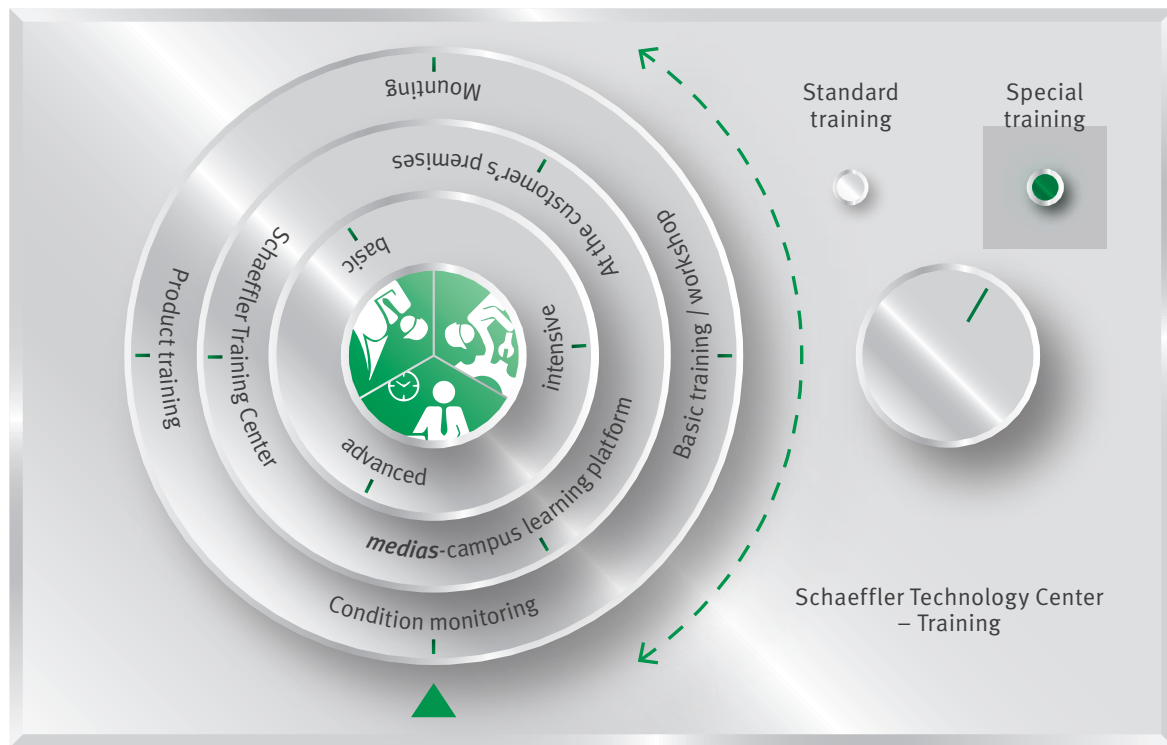 Mounting
At the customer's premises
basic
Schaeffler Training Center
Product training
intensive
Basic training / workshop
advanced
medias-campus learning platform
Condition monitoring
Standard
training
Special
training
Schaeffler Technology Center
– Training